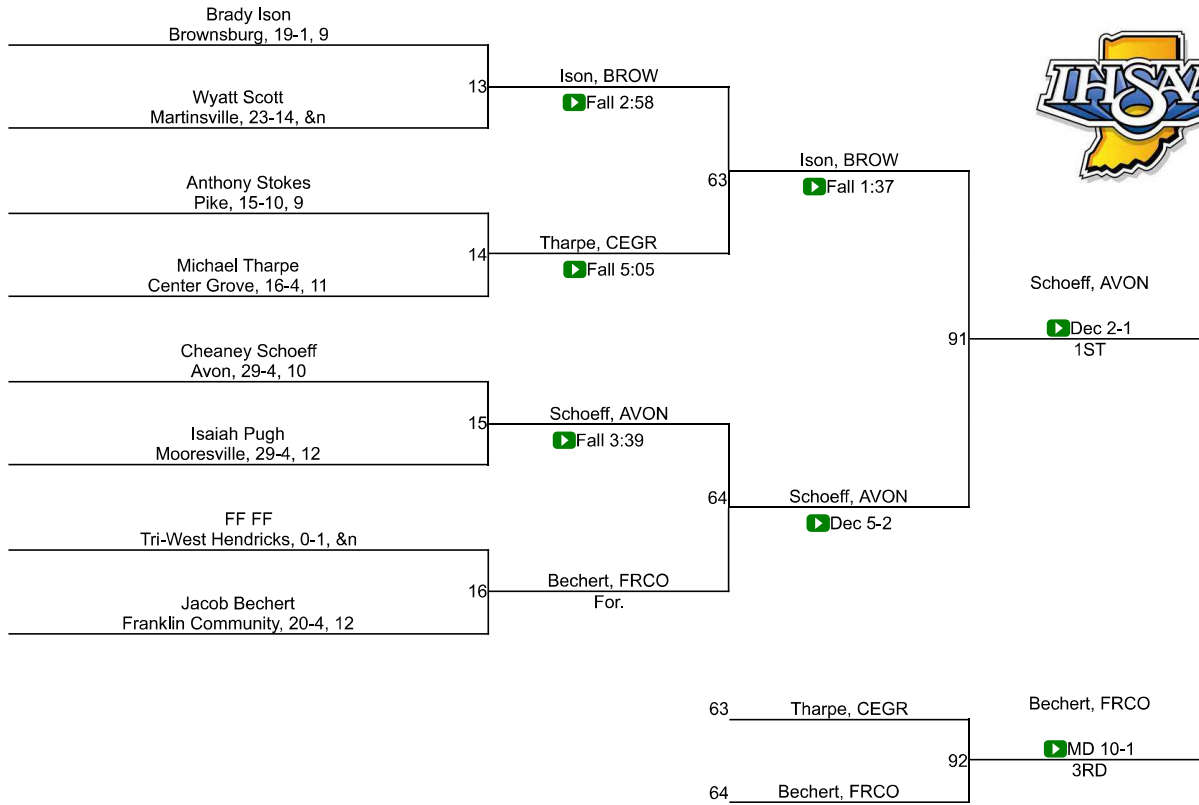 Brady Ison
Brownsburg, 19-1, 9
13
Ison, BROW
Fall 2:58
Wyatt Scott
Martinsville, 23-14, &n
63
Ison, BROW
Fall 1:37
IHSAA
Anthony Stokes
Pike, 15-10, 9
14
Tharpe, CEGR
Fall 5:05
Michael Tharpe
Center Grove, 16-4, 11
91
Schoeff, AVON
Dec 2-1
1ST
Cheaney Schoeff
Avon, 29-4, 10
15
Schoeff, AVON
Fall 3:39
Isaiah Pugh
Mooresville, 29-4, 12
64
Schoeff, AVON
Dec 5-2
FF FF
Tri-West Hendricks, 0-1, &n
16
Bechert, FRCO
For.
Jacob Bechert
Franklin Community, 20-4, 12
63
Tharpe, CEGR
92
Bechert, FRCO
MD 10-1
3RD
64
Bechert, FRCO